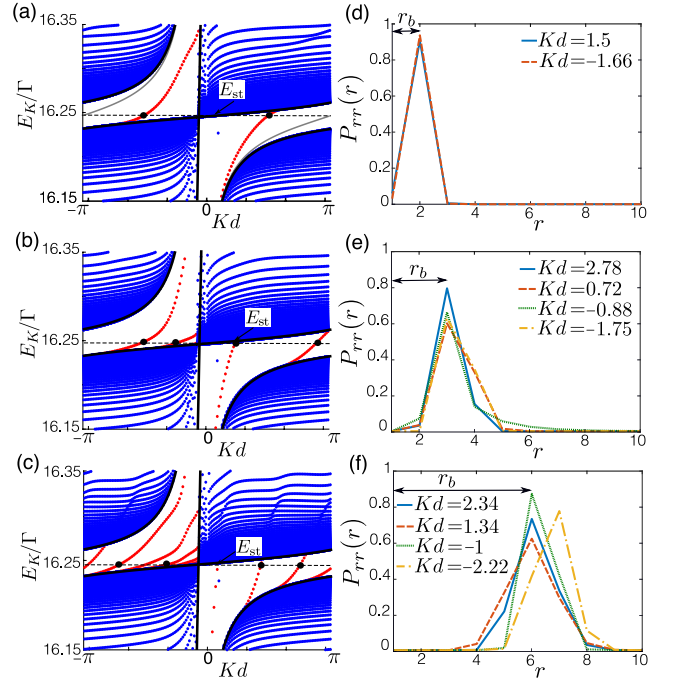 (a)
16.35
16.25
16.15
E_K/Γ
E_st
−π
0
π
Kd
(d)
1
0.8
0.6
0.4
0.2
0
P_rr(r)
r_b
Kd=1.5
Kd=−1.66
2
4
6
8
10
r
(b)
16.35
16.25
16.15
E_K/Γ
E_st
−π
0
π
Kd
(e)
1
0.8
0.6
0.4
0.2
0
P_rr(r)
r_b
Kd=2.78
Kd=0.72
Kd=−0.88
Kd=−1.75
2
4
6
8
10
r
(c)
16.35
16.25
16.15
E_K/Γ
E_st
−π
0
π
Kd
(f)
1
0.8
0.6
0.4
0.2
0
P_rr(r)
r_b
Kd=2.34
Kd=1.34
Kd=−1
Kd=−2.22
2
4
6
8
10
r